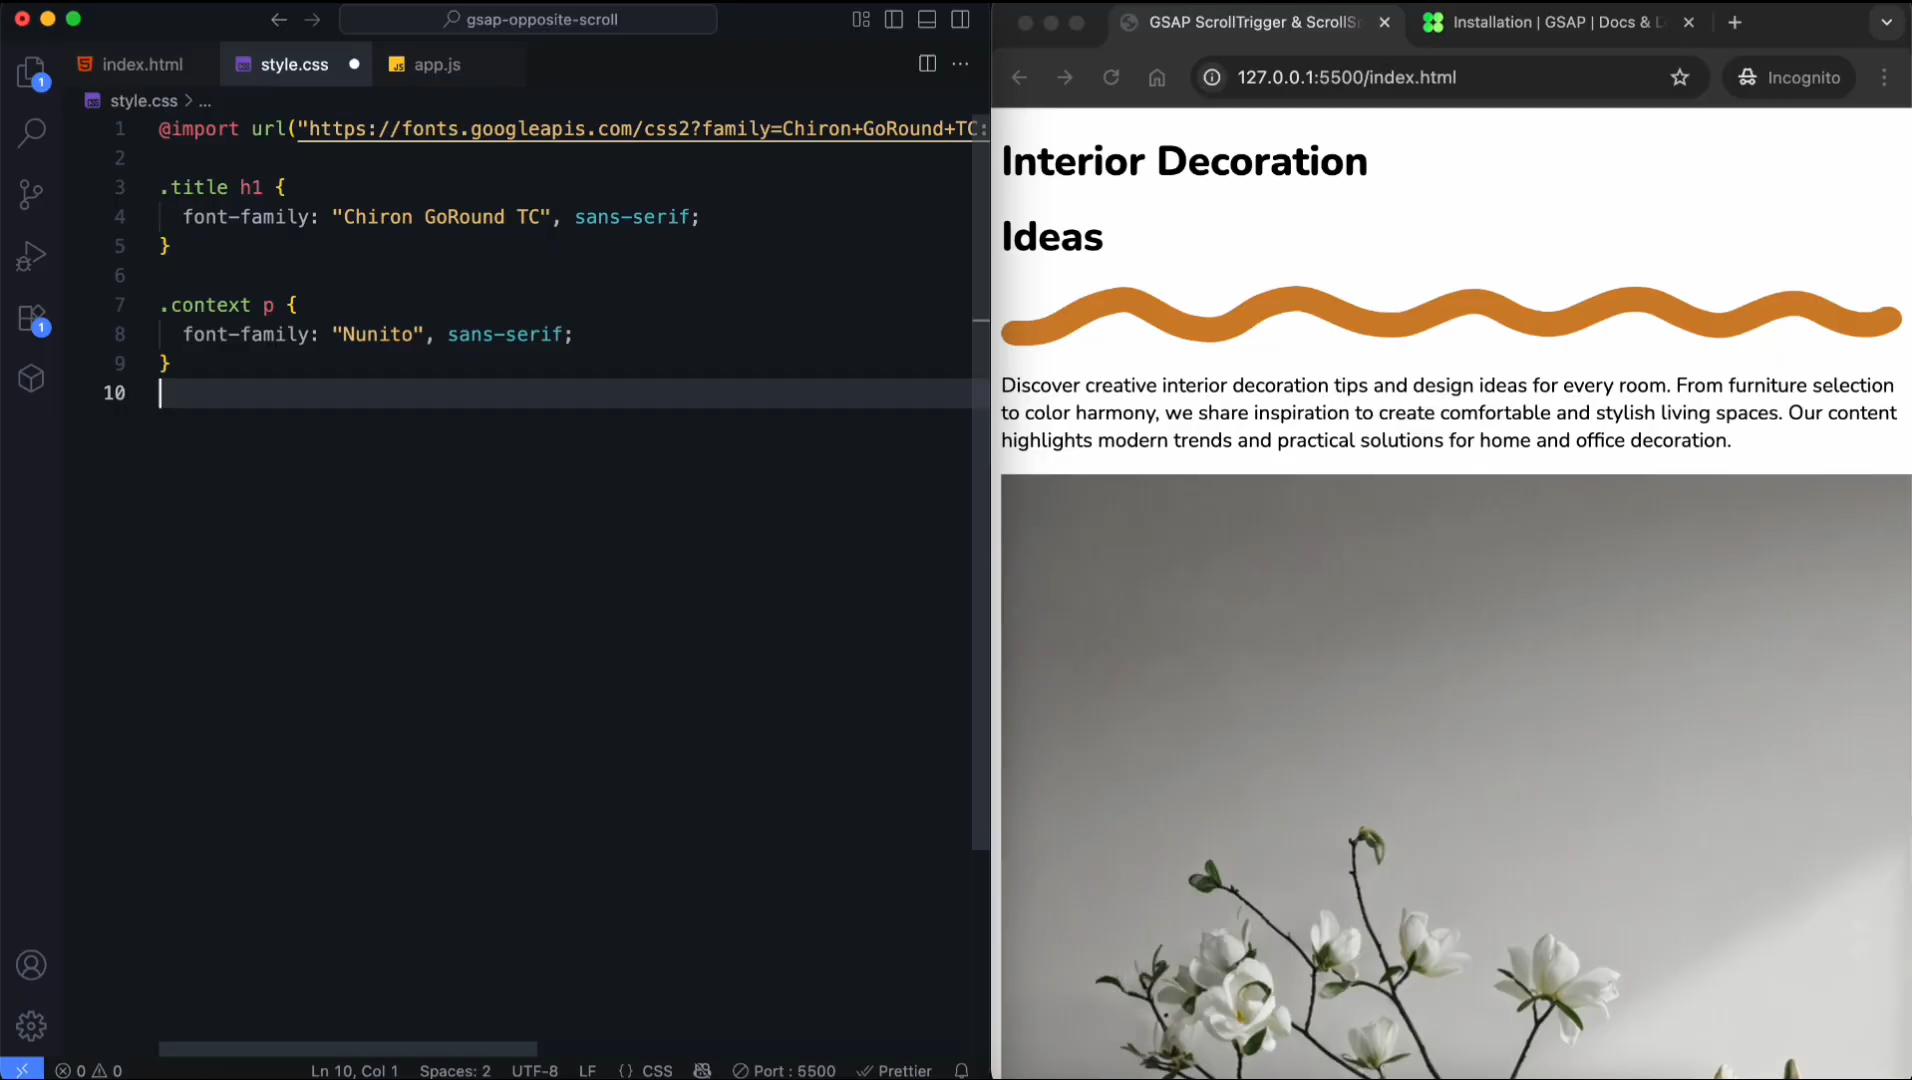 gsap-opposite-scroll
index.html
style.css
app.js
style.css > ...
1 @import url("https://fonts.googleapis.com/css2?family=Chiron+GoRound+TC:
2
3 .title h1 {
4 font-family: "Chiron GoRound TC", sans-serif;
5 }
6
7 .context p {
8 font-family: "Nunito", sans-serif;
9 }
10
1
1
0 0
Ln 10, Col 1
Spaces: 2
UTF-8
LF
{} CSS
Port : 5500
Prettier
GSAP ScrollTrigger & ScrollSm
Installation | GSAP | Docs & L
127.0.0.1:5500/index.html
Incognito
Interior Decoration
Ideas
Discover creative interior decoration tips and design ideas for every room. From furniture selection
to color harmony, we share inspiration to create comfortable and stylish living spaces. Our content
highlights modern trends and practical solutions for home and office decoration.